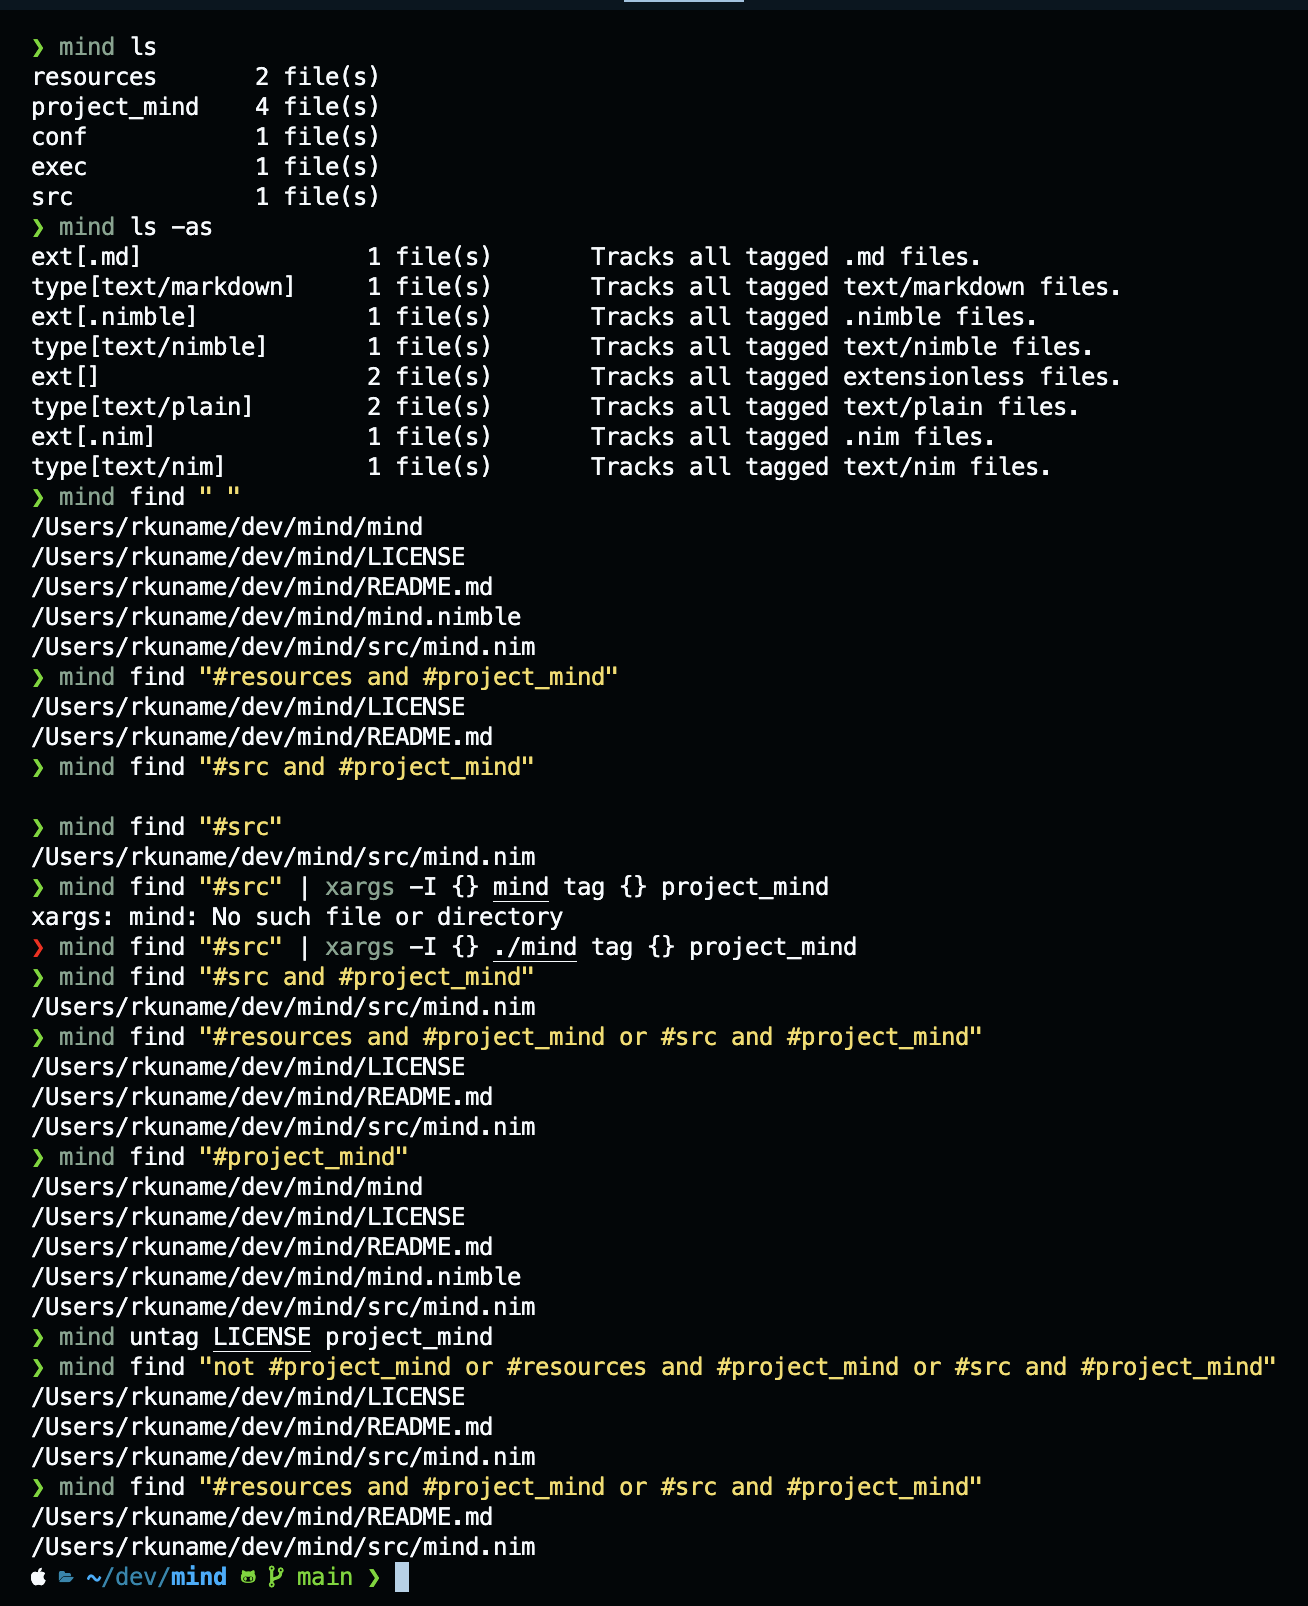 ❯ mind ls
resources       2 file(s)
project_mind    4 file(s)
conf            1 file(s)
exec            1 file(s)
src             1 file(s)
❯ mind ls -as
ext[.md]                1 file(s)       Tracks all tagged .md files.
type[text/markdown]     1 file(s)       Tracks all tagged text/markdown files.
ext[.nimble]            1 file(s)       Tracks all tagged .nimble files.
type[text/nimble]       1 file(s)       Tracks all tagged text/nimble files.
ext[]                   2 file(s)       Tracks all tagged extensionless files.
type[text/plain]        2 file(s)       Tracks all tagged text/plain files.
ext[.nim]               1 file(s)       Tracks all tagged .nim files.
type[text/nim]          1 file(s)       Tracks all tagged text/nim files.
❯ mind find " "
/Users/rkuname/dev/mind/mind
/Users/rkuname/dev/mind/LICENSE
/Users/rkuname/dev/mind/README.md
/Users/rkuname/dev/mind/mind.nimble
/Users/rkuname/dev/mind/src/mind.nim
❯ mind find "#resources and #project_mind"
/Users/rkuname/dev/mind/LICENSE
/Users/rkuname/dev/mind/README.md
❯ mind find "#src and #project_mind"
❯ mind find "#src"
/Users/rkuname/dev/mind/src/mind.nim
❯ mind find "#src" | xargs -I {} mind tag {} project_mind
xargs: mind: No such file or directory
❯ mind find "#src" | xargs -I {} ./mind tag {} project_mind
❯ mind find "#src and #project_mind"
/Users/rkuname/dev/mind/src/mind.nim
❯ mind find "#resources and #project_mind or #src and #project_mind"
/Users/rkuname/dev/mind/LICENSE
/Users/rkuname/dev/mind/README.md
/Users/rkuname/dev/mind/src/mind.nim
❯ mind find "#project_mind"
/Users/rkuname/dev/mind/mind
/Users/rkuname/dev/mind/LICENSE
/Users/rkuname/dev/mind/README.md
/Users/rkuname/dev/mind/mind.nimble
/Users/rkuname/dev/mind/src/mind.nim
❯ mind untag LICENSE project_mind
❯ mind find "not #project_mind or #resources and #project_mind or #src and #project_mind"
/Users/rkuname/dev/mind/LICENSE
/Users/rkuname/dev/mind/README.md
/Users/rkuname/dev/mind/src/mind.nim
❯ mind find "#resources and #project_mind or #src and #project_mind"
/Users/rkuname/dev/mind/README.md
/Users/rkuname/dev/mind/src/mind.nim
~/dev/mind main ❯